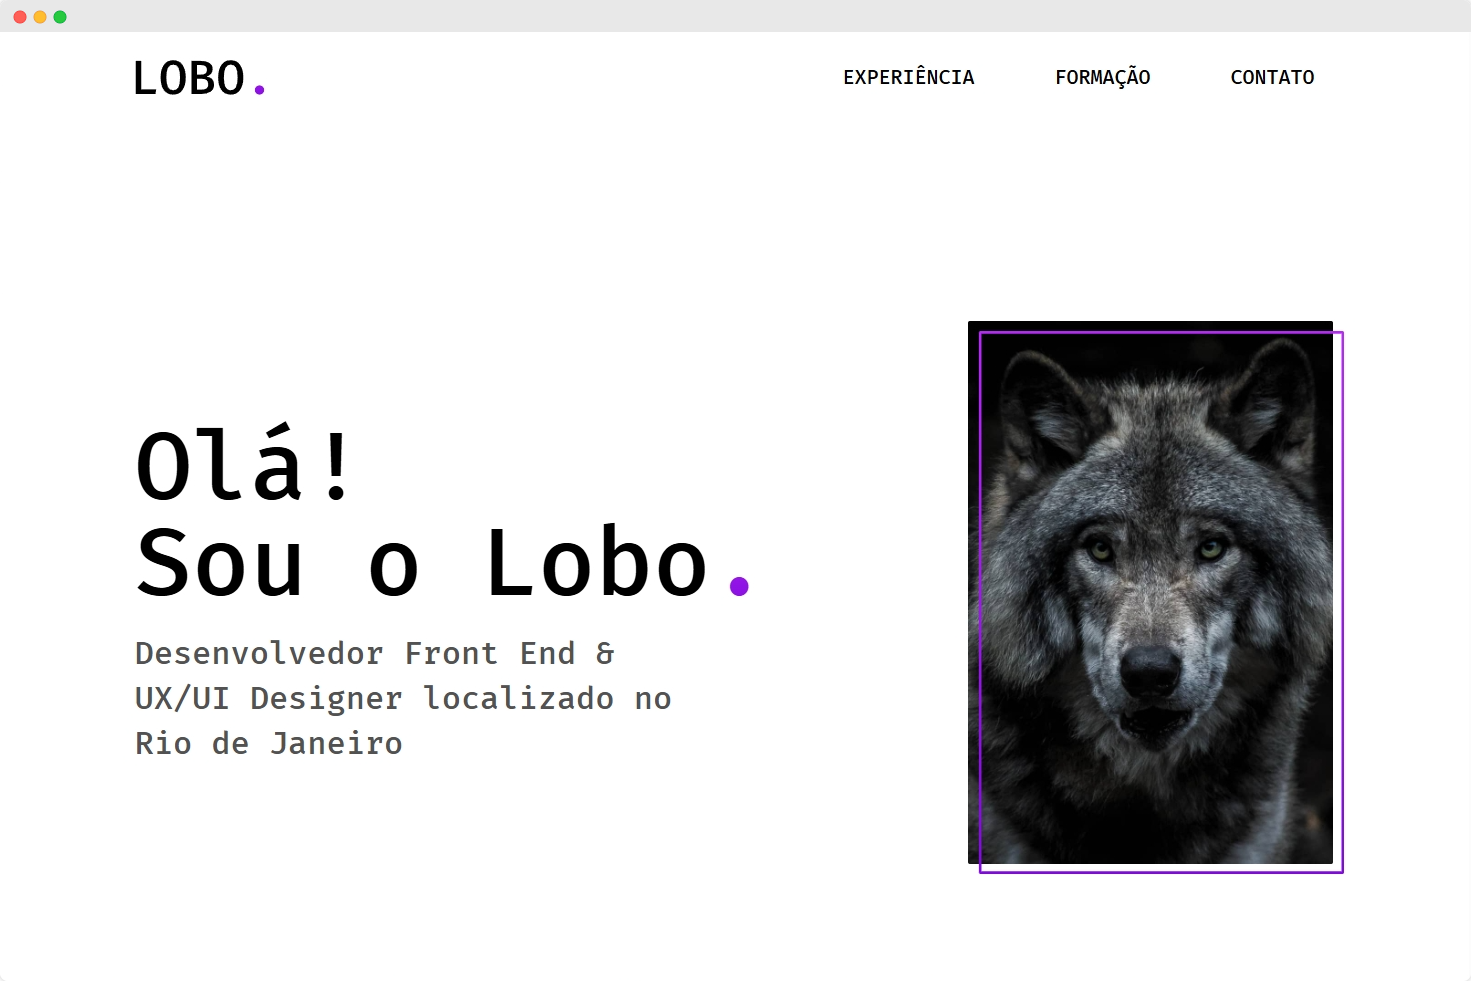 LOBO.
EXPERIÊNCIA
FORMAÇÃO
CONTATO
Olá!
Sou o Lobo.
Desenvolvedor Front End &
UX/UI Designer localizado no
Rio de Janeiro